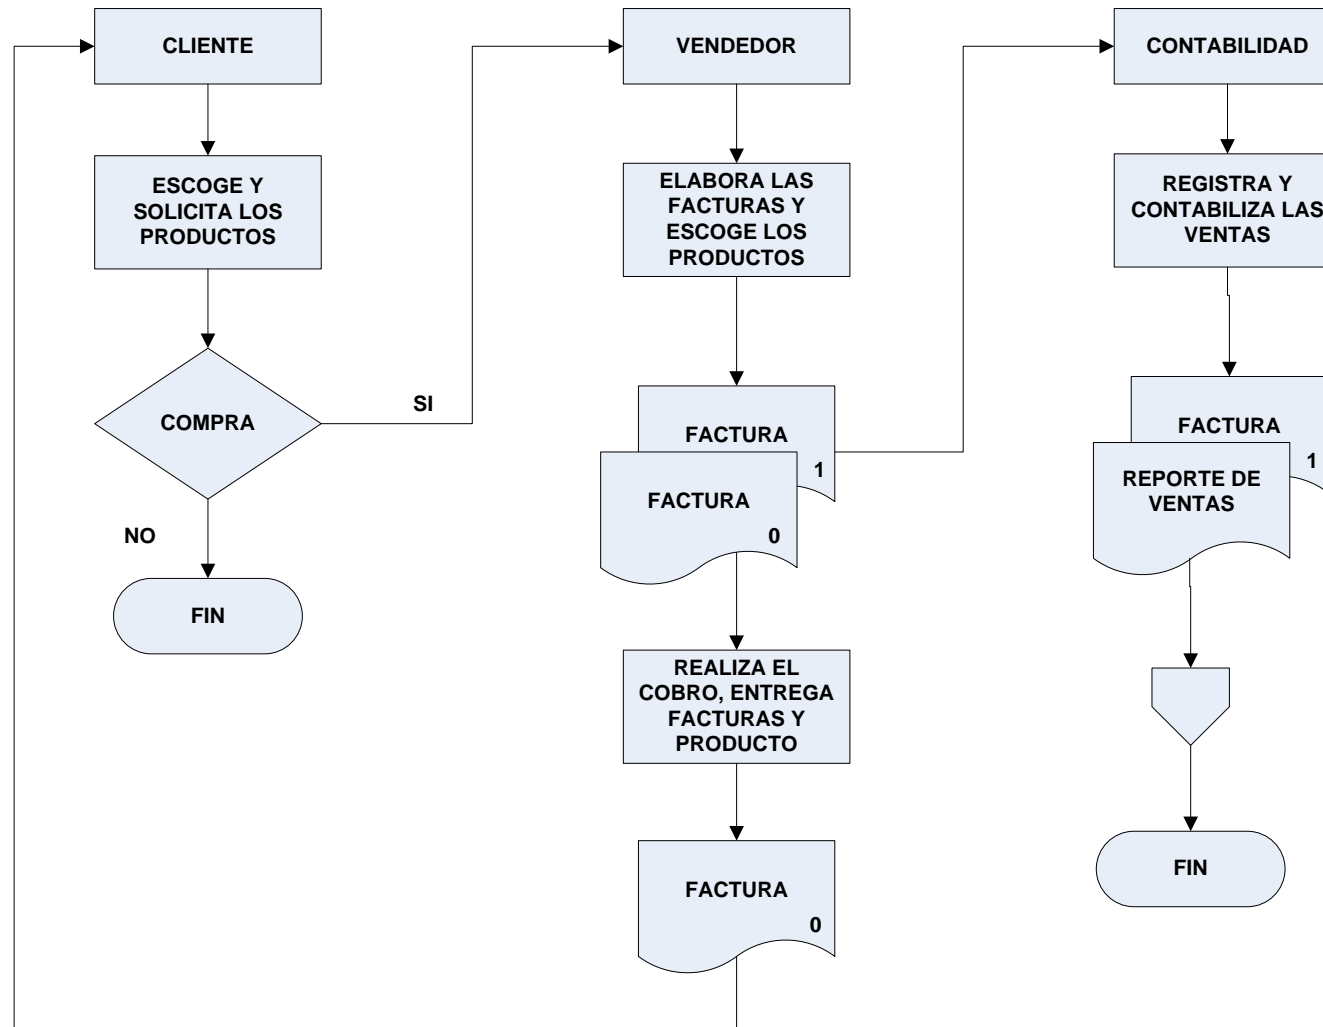 CLIENTE
ESCOGE Y
SOLICITA LOS
PRODUCTOS
COMPRA
SI
NO
FIN
VENDEDOR
ELABORA LAS
FACTURAS Y
ESCOGE LOS
PRODUCTOS
FACTURA
1
FACTURA
0
REALIZA EL
COBRO, ENTREGA
FACTURAS Y
PRODUCTO
FACTURA
0
CONTABILIDAD
REGISTRA Y
CONTABILIZA LAS
VENTAS
FACTURA
1
REPORTE DE
VENTAS
FIN